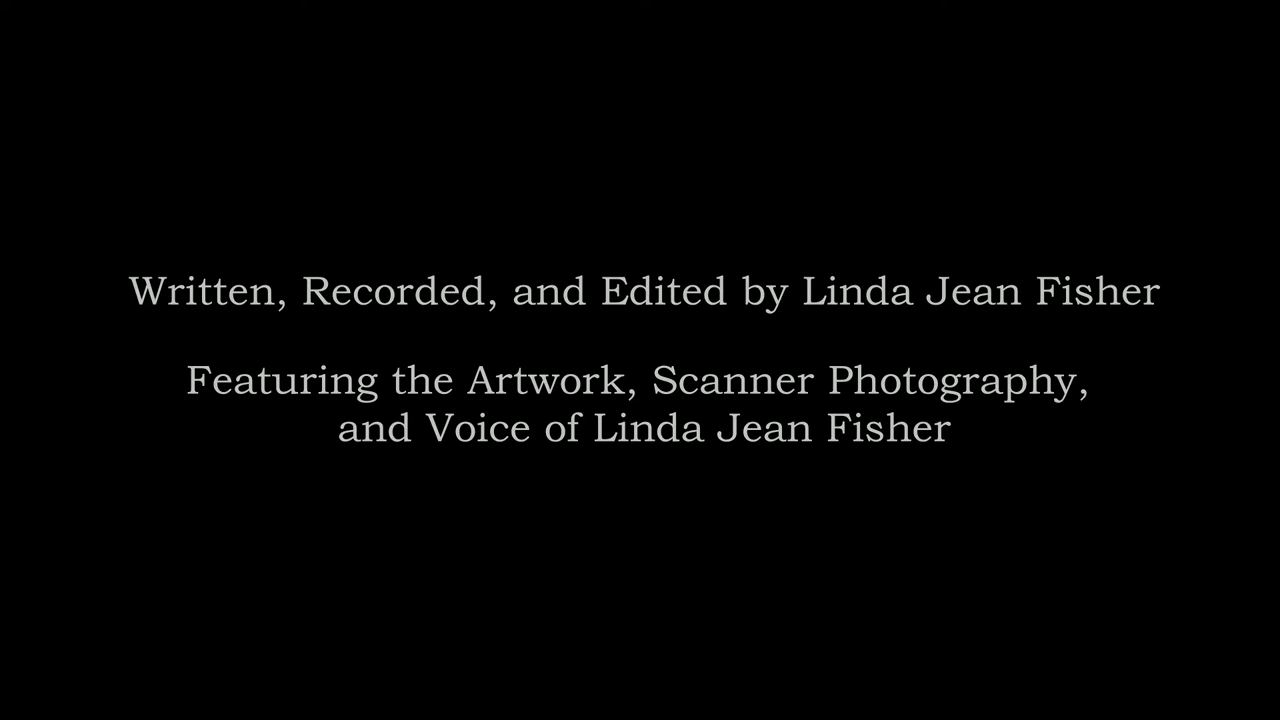 Written, Recorded, and Edited by Linda Jean Fisher
Featuring the Artwork, Scanner Photography,
and Voice of Linda Jean Fisher